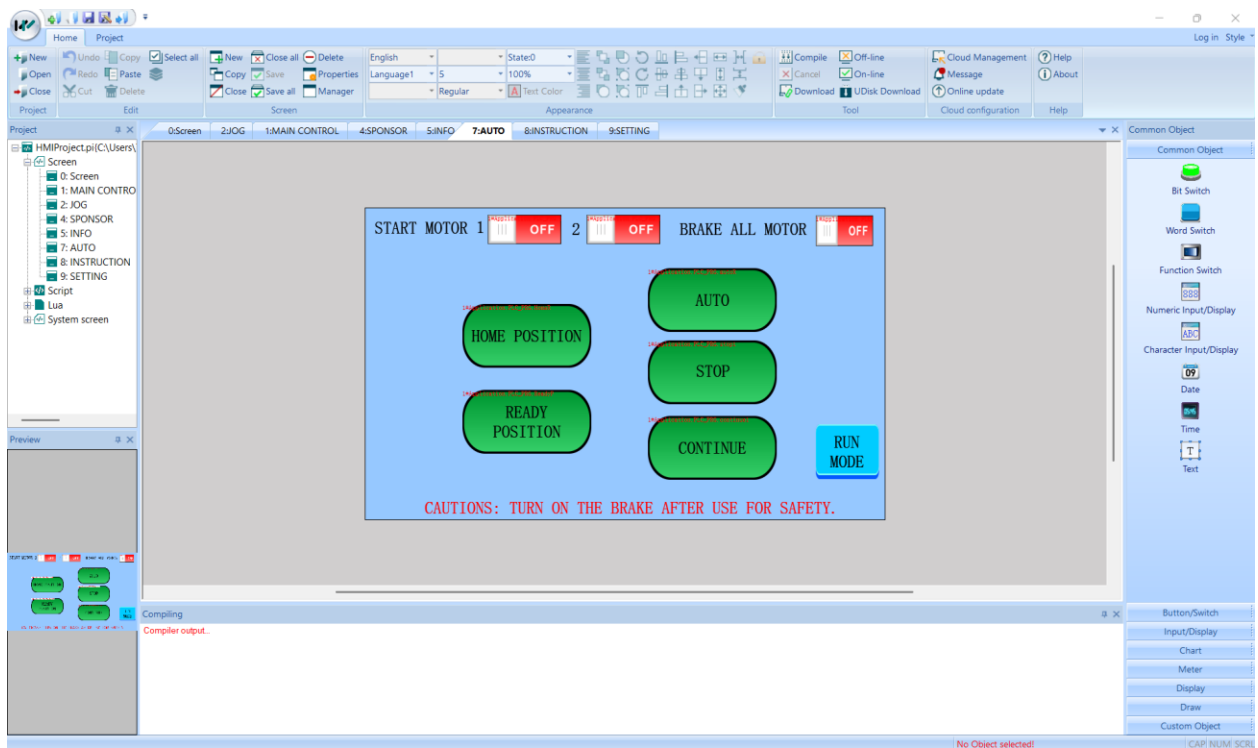 Home Project
Log in Style
New Undo Copy Select all New Close all Delete English State:0 Compile Off-line Cloud Management Help
Open Redo Paste Copy Save Properties Language1 5 100% Cancel On-line Message About
Close Cut Delete Close Save all Manager Regular A Text Color Download UDisk Download Online update
Project Edit Screen Appearance Tool Cloud configuration Help
Project
0:Screen 2:JOG 1:MAIN CONTROL 4:SPONSOR 5:INFO 7:AUTO 8:INSTRUCTION 9:SETTING
HMIProject.pi(C:\Users\
Screen
0: Screen
1: MAIN CONTRO
2: JOG
4: SPONSOR
5: INFO
7: AUTO
8: INSTRUCTION
9: SETTING
Script
Lua
System screen
Preview
START MOTOR 1 OFF 2 OFF BRAKE ALL MOTOR OFF
AUTO
HOME POSITION
STOP
READY
POSITION
CONTINUE
RUN
MODE
CAUTIONS: TURN ON THE BRAKE AFTER USE FOR SAFETY.
Compiling
Compiler output..
Common Object
Common Object
Bit Switch
Word Switch
Function Switch
888
Numeric Input/Display
ABC
Character Input/Display
09
Date
Time
T
Text
Button/Switch
Input/Display
Chart
Meter
Display
Draw
Custom Object
No Object selected!
CAP NUM SCRL